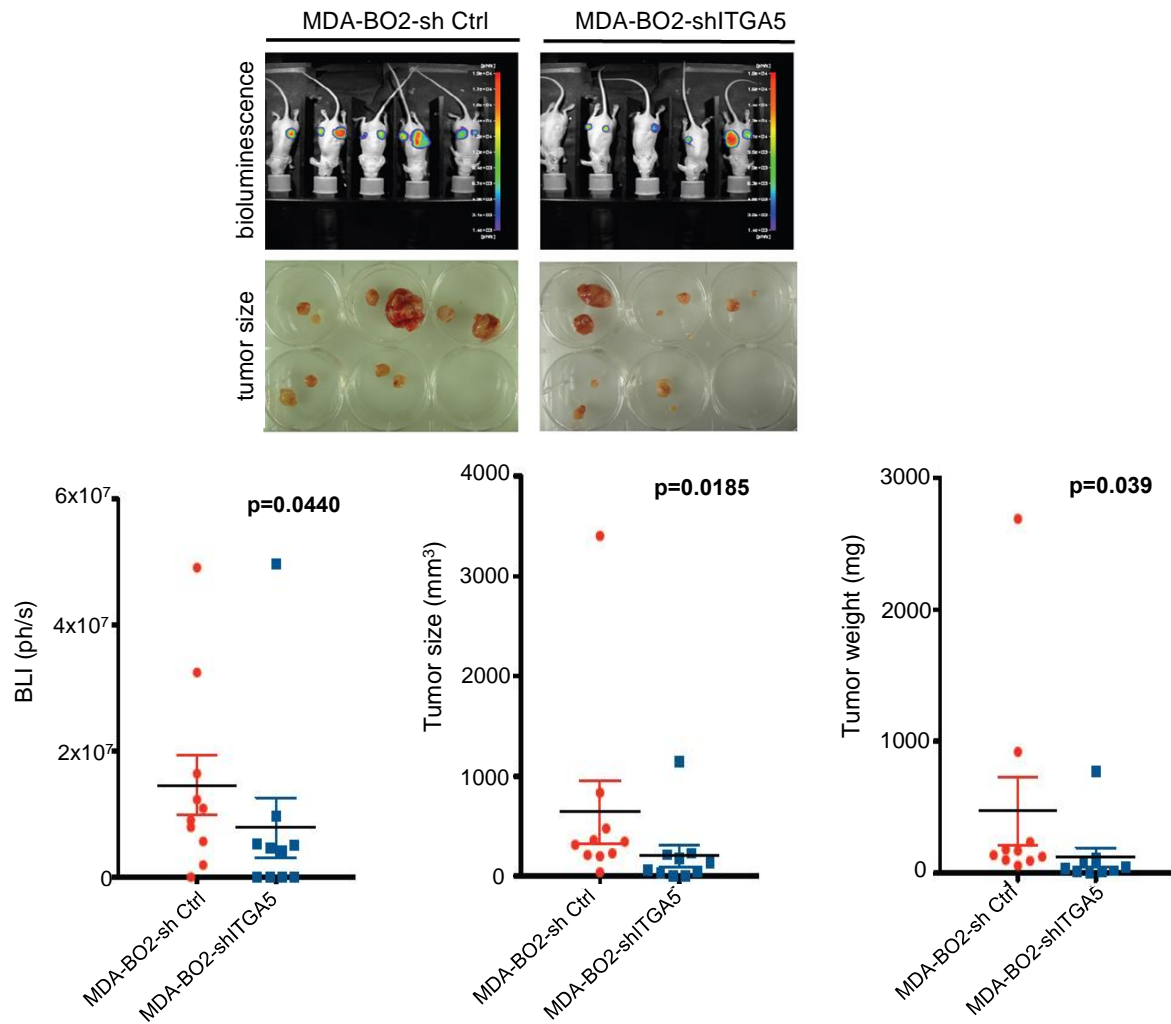 MDA-BO2-sh Ctrl
MDA-BO2-shITGA5
bioluminescence
tumor size
p=0.0440
6x10⁷
4x10⁷
2x10⁷
0
BLI (ph/s)
MDA-BO2-sh Ctrl
MDA-BO2-shITGA5
p=0.0185
4000
3000
2000
1000
0
Tumor size (mm³)
MDA-BO2-sh Ctrl
MDA-BO2-shITGA5
p=0.039
3000
2000
1000
0
Tumor weight (mg)
MDA-BO2-sh Ctrl
MDA-BO2-shITGA5